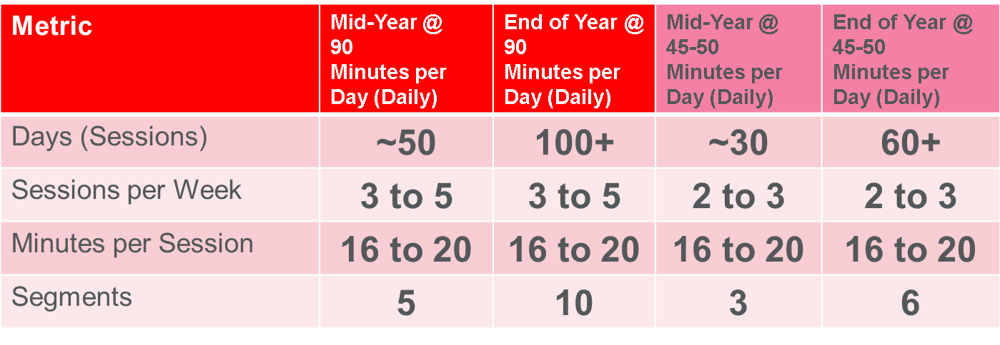 Metric
Mid-Year @
90
Minutes per
Day (Daily)
End of Year @
90
Minutes per
Day (Daily)
Mid-Year @
45-50
Minutes per
Day (Daily)
End of Year @
45-50
Minutes per
Day (Daily)
Days (Sessions) ~50 100+ ~30 60+
Sessions per Week 3 to 5 3 to 5 2 to 3 2 to 3
Minutes per Session 16 to 20 16 to 20 16 to 20 16 to 20
Segments 5 10 3 6